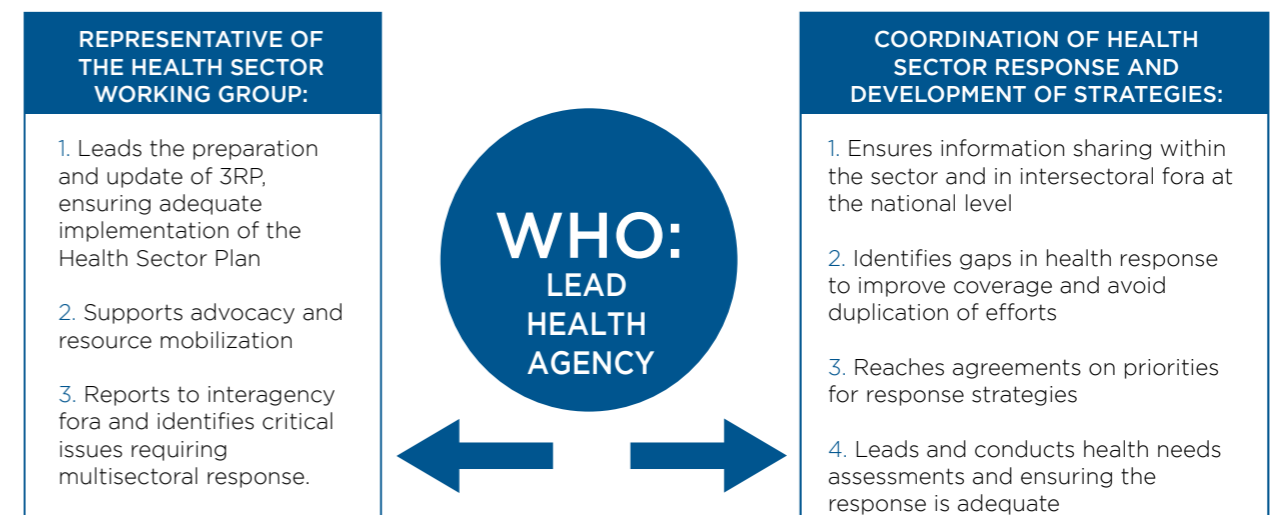 REPRESENTATIVE OF
THE HEALTH SECTOR
WORKING GROUP:
1. Leads the preparation
and update of 3RP,
ensuring adequate
implementation of the
Health Sector Plan
2. Supports advocacy and
resource mobilization
3. Reports to interagency
fora and identifies critical
issues requiring
multisectoral response.
WHO:
LEAD
HEALTH
AGENCY
COORDINATION OF HEALTH
SECTOR RESPONSE AND
DEVELOPMENT OF STRATEGIES:
1. Ensures information sharing within
the sector and in intersectoral fora at
the national level
2. Identifies gaps in health response
to improve coverage and avoid
duplication of efforts
3. Reaches agreements on priorities
for response strategies
4. Leads and conducts health needs
assessments and ensuring the
response is adequate